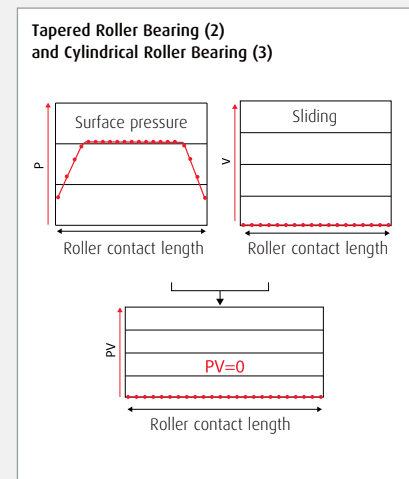 Tapered Roller Bearing (2)
and Cylindrical Roller Bearing (3)
Surface pressure
P
Roller contact length
Sliding
V
Roller contact length
PV
PV=0
Roller contact length